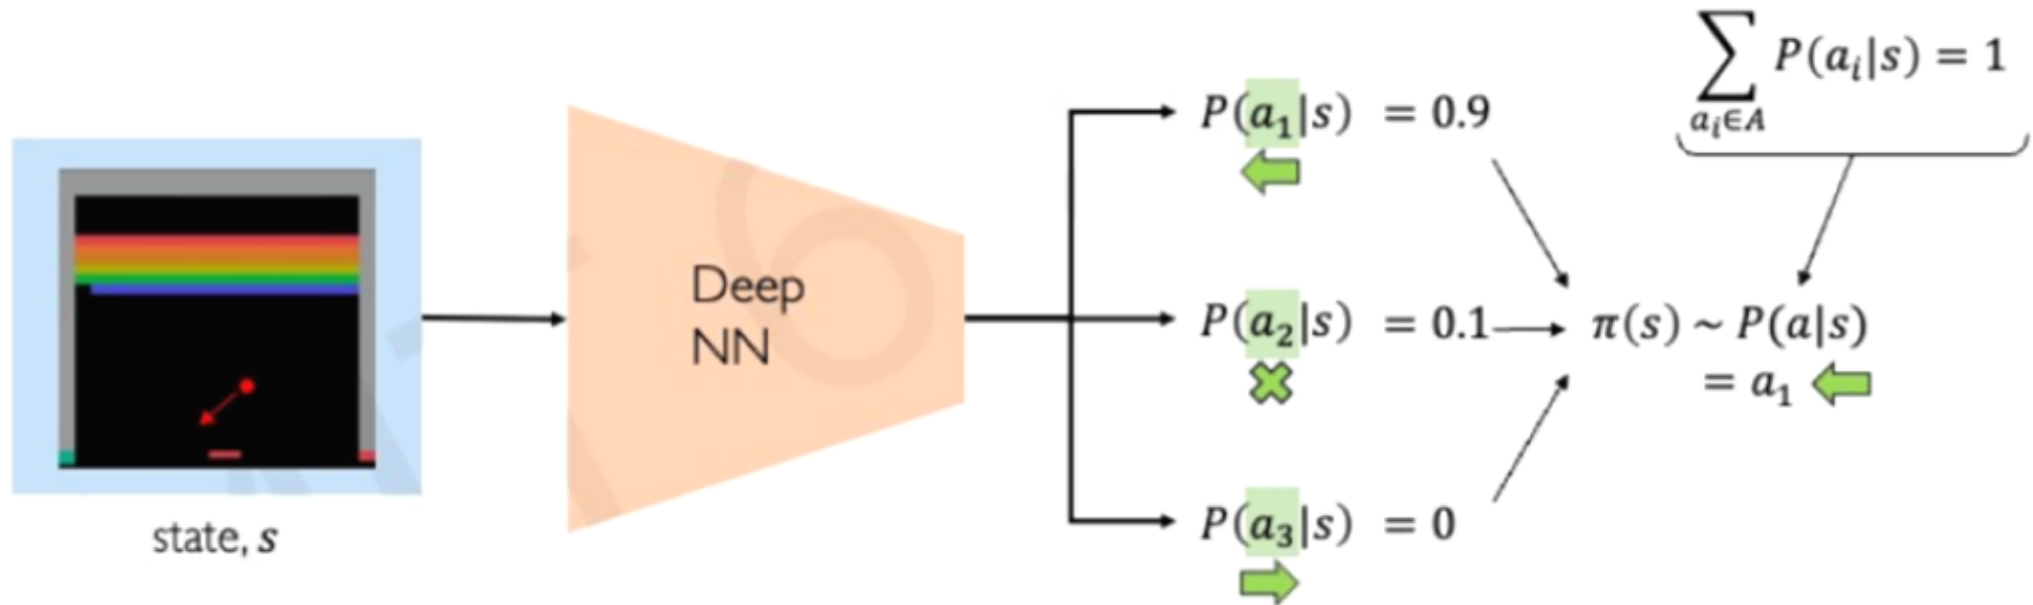 state, s
Deep
NN
P(a₁|s) = 0.9
P(a₂|s) = 0.1
P(a₃|s) = 0
∑ P(aᵢ|s) = 1
aᵢ∈A
π(s) ~ P(a|s)
= a₁